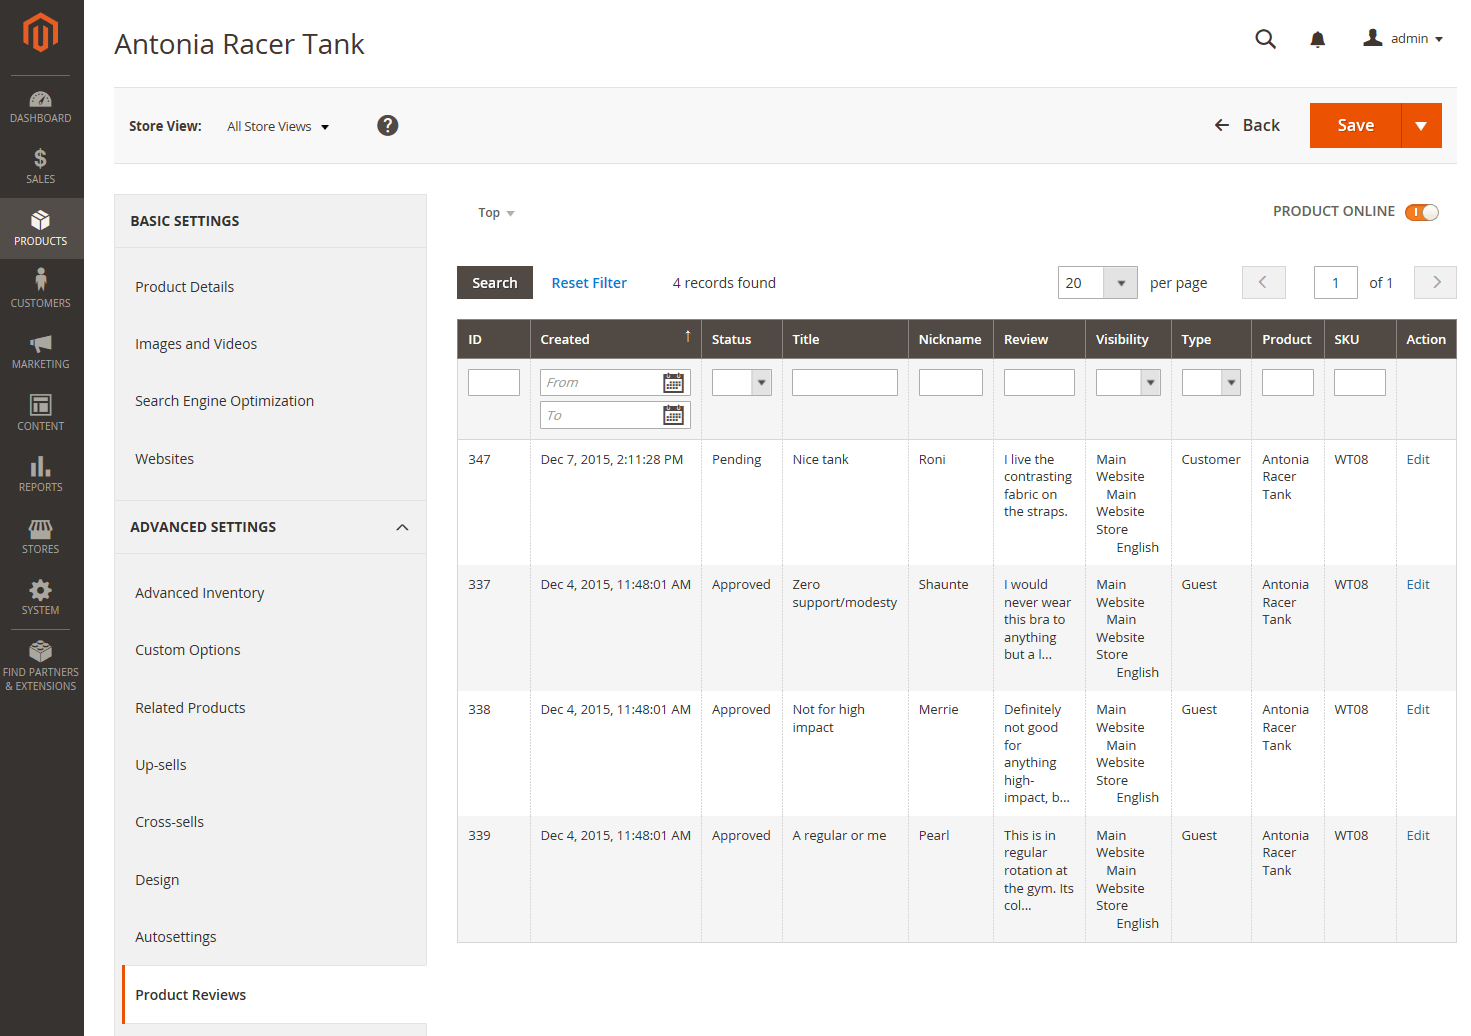 Antonia Racer Tank
admin
DASHBOARD
SALES
PRODUCTS
CUSTOMERS
MARKETING
CONTENT
REPORTS
STORES
SYSTEM
FIND PARTNERS
& EXTENSIONS
Store View: All Store Views ?
Back
Save
BASIC SETTINGS
Product Details
Images and Videos
Search Engine Optimization
Websites
ADVANCED SETTINGS
Advanced Inventory
Custom Options
Related Products
Up-sells
Cross-sells
Design
Autosettings
Product Reviews
Top
PRODUCT ONLINE
Search Reset Filter 4 records found 20 per page 1 of 1
ID Created ↑ Status Title Nickname Review Visibility Type Product SKU Action
From
To
347 Dec 7, 2015, 2:11:28 PM Pending Nice tank Roni I live the Main Customer Antonia WT08 Edit
contrasting Website Racer
fabric on Main Tank
the straps. Website
Store
English
337 Dec 4, 2015, 11:48:01 AM Approved Zero Shaunte I would Main Guest Antonia WT08 Edit
support/modesty never wear Website Racer
this bra to Main Tank
anything Website
but a l... Store
English
338 Dec 4, 2015, 11:48:01 AM Approved Not for high Merrie Definitely Main Guest Antonia WT08 Edit
impact not good Website Racer
for Main Tank
anything Website
high- Store
impact, b... English
339 Dec 4, 2015, 11:48:01 AM Approved A regular or me Pearl This is in Main Guest Antonia WT08 Edit
regular Website Racer
rotation at Main Tank
the gym. Its Website
col... Store
English